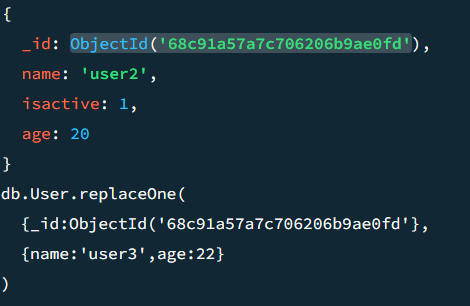 {
_id: ObjectId('68c91a57a7c706206b9ae0fd'),
name: 'user2',
isactive: 1,
age: 20
}
db.User.replaceOne(
{_id:ObjectId('68c91a57a7c706206b9ae0fd'},
{name:'user3',age:22}
)